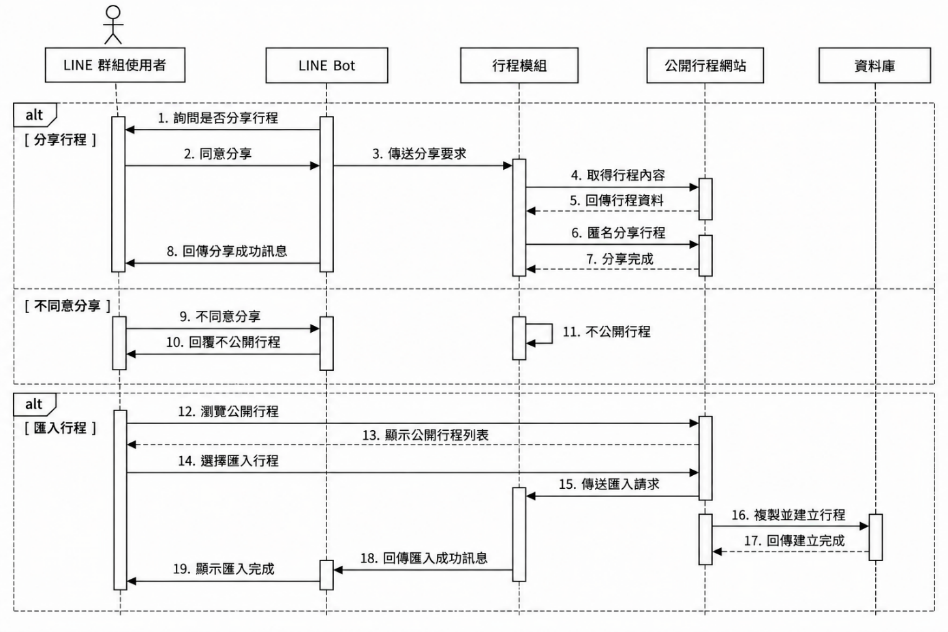 LINE 群組使用者
LINE Bot
行程模組
公開行程網站
資料庫
alt
[ 分享行程 ]
1. 詢問是否分享行程
2. 同意分享
3. 傳送分享要求
4. 取得行程內容
5. 回傳行程資料
6. 匿名分享行程
7. 分享完成
8. 回傳分享成功訊息
[ 不同意分享 ]
9. 不同意分享
10. 回覆不公開行程
11. 不公開行程
alt
[ 匯入行程 ]
12. 瀏覽公開行程
13. 顯示公開行程列表
14. 選擇匯入行程
15. 傳送匯入請求
16. 複製並建立行程
17. 回傳建立完成
18. 回傳匯入成功訊息
19. 顯示匯入完成